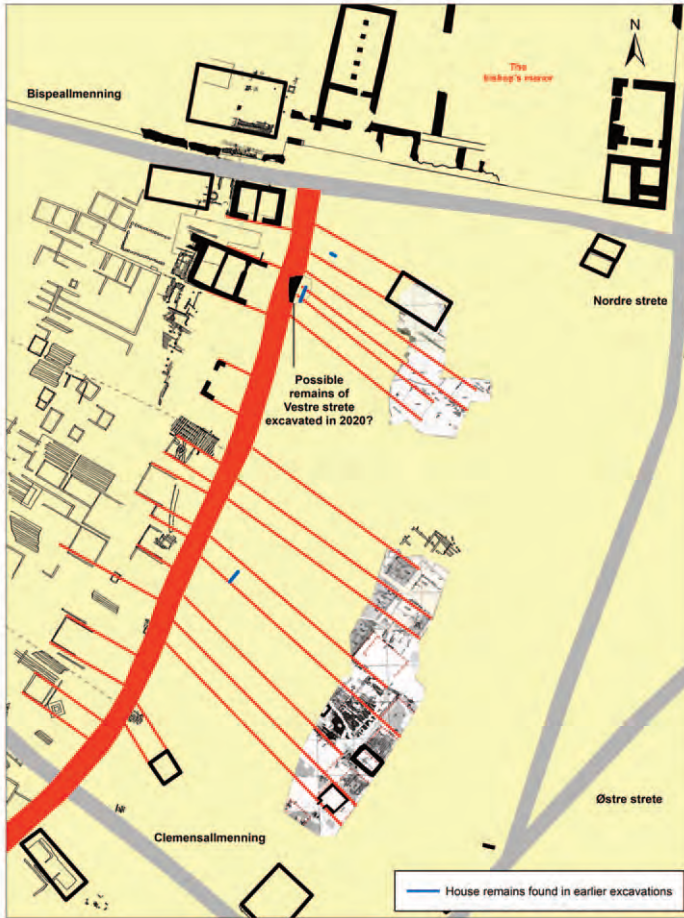 N
The
bishop's manor
Bispeallmenning
Nordre strete
Possible
remains of
Vestre strete
excavated in 2020?
Østre strete
Clemensallmenning
House remains found in earlier excavations